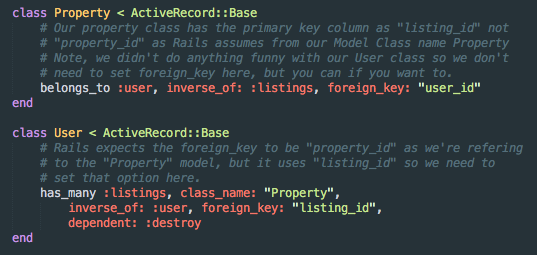 class Property < ActiveRecord::Base
# Our property class has the primary key column as "listing_id" not
# "property_id" as Rails assumes from our Model Class name Property
# Note, we didn't do anything funny with our User class so we don't
# need to set foreign_key here, but you can if you want to.
belongs_to :user, inverse_of: :listings, foreign_key: "user_id"
end
class User < ActiveRecord::Base
# Rails expects the foreign_key to be "property_id" as we're refering
# to the "Property" model, but it uses "listing_id" so we need to
# set that option here.
has_many :listings, class_name: "Property",
inverse_of: :user, foreign_key: "listing_id",
dependent: :destroy
end